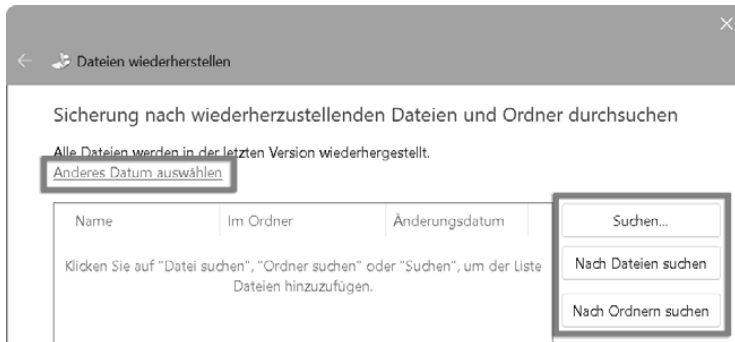 Dateien wiederherstellen
Sicherung nach wiederherzustellenden Dateien und Ordner durchsuchen
Alle Dateien werden in der letzten Version wiederhergestellt.
Anderes Datum auswählen
Name Im Ordner Änderungsdatum
Klicken Sie auf "Datei suchen", "Ordner suchen" oder "Suchen", um der Liste
Dateien hinzuzufügen.
Suchen...
Nach Dateien suchen
Nach Ordnern suchen